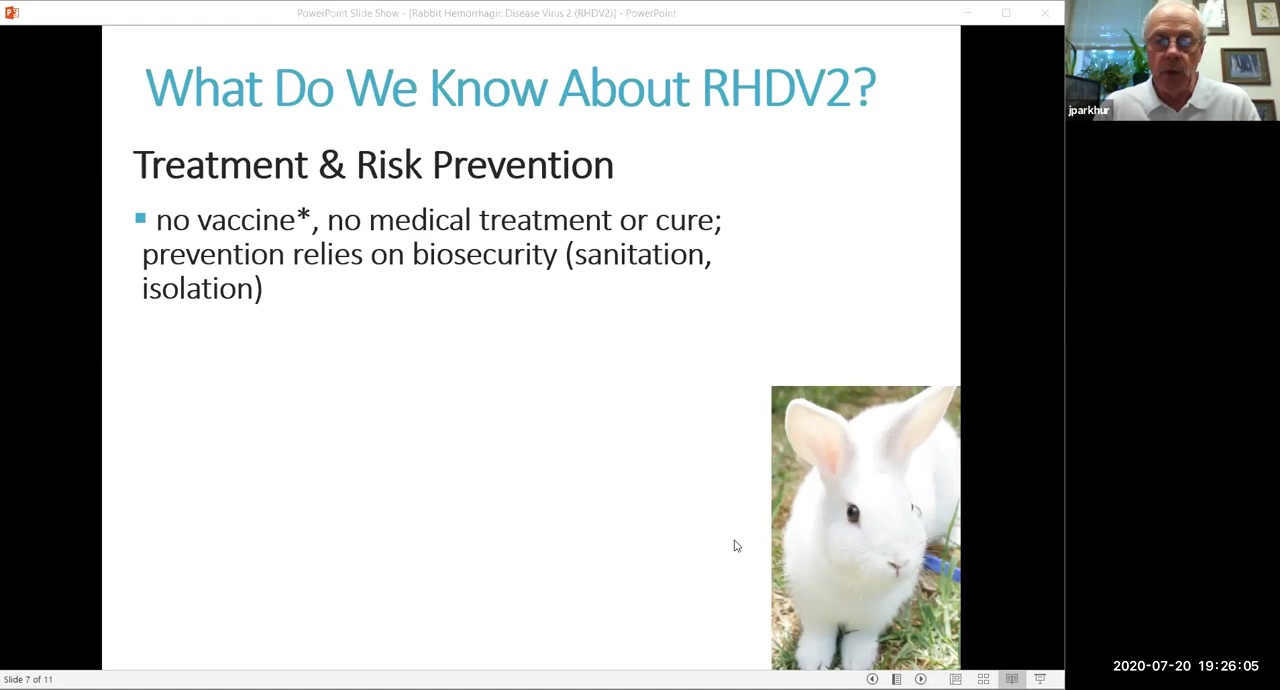 PowerPoint Slide Show - [Rabbit Hemorrhagic Disease Virus 2 (RHDV2)] - PowerPoint
What Do We Know About RHDV2?
Treatment & Risk Prevention
no vaccine*, no medical treatment or cure;
prevention relies on biosecurity (sanitation,
isolation)
jparkhur
2020-07-20 19:26:05
Slide 7 of 11